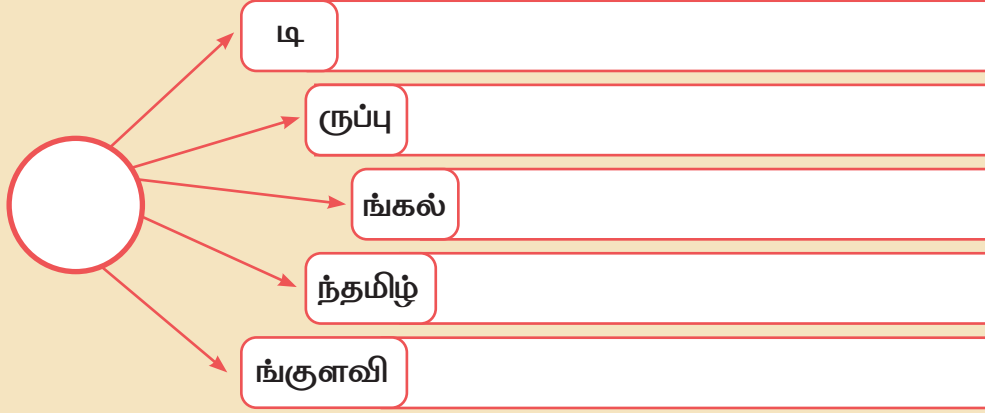 டி
ருப்பு
ங்கல்
ந்தமிழ்
ங்குளவி